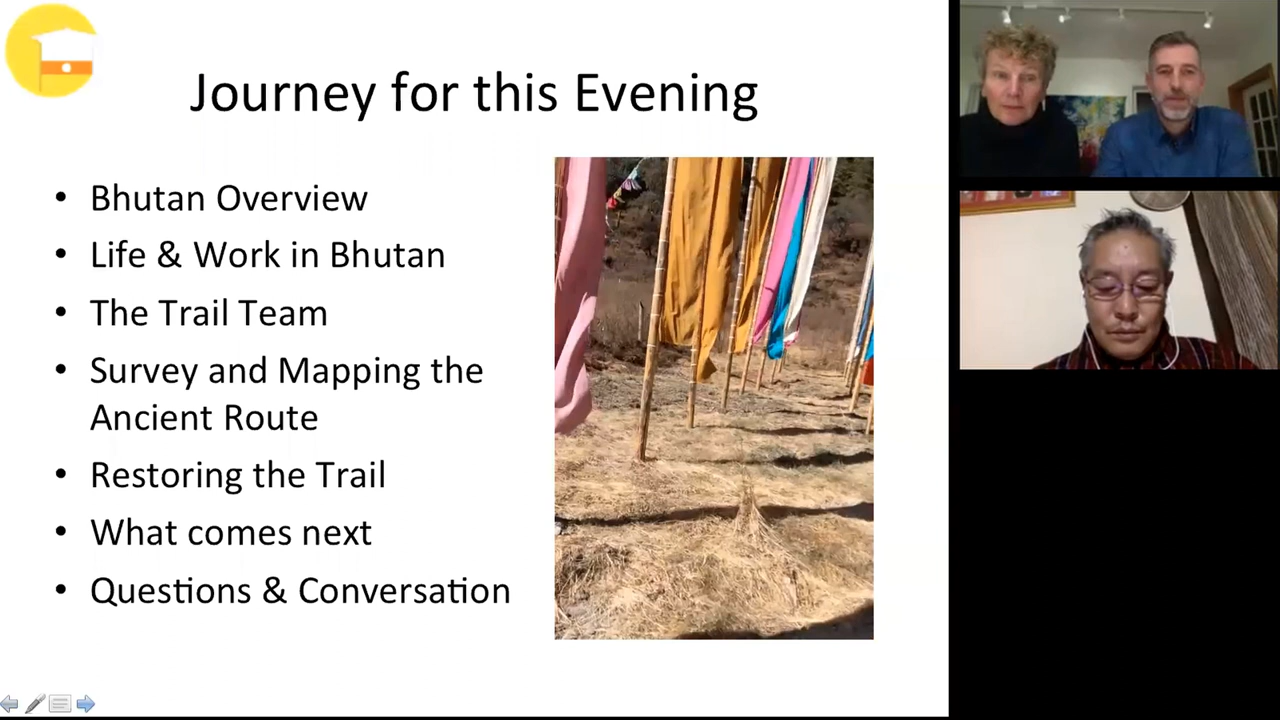 Journey for this Evening
• Bhutan Overview
• Life & Work in Bhutan
• The Trail Team
• Survey and Mapping the
Ancient Route
• Restoring the Trail
• What comes next
• Questions & Conversation